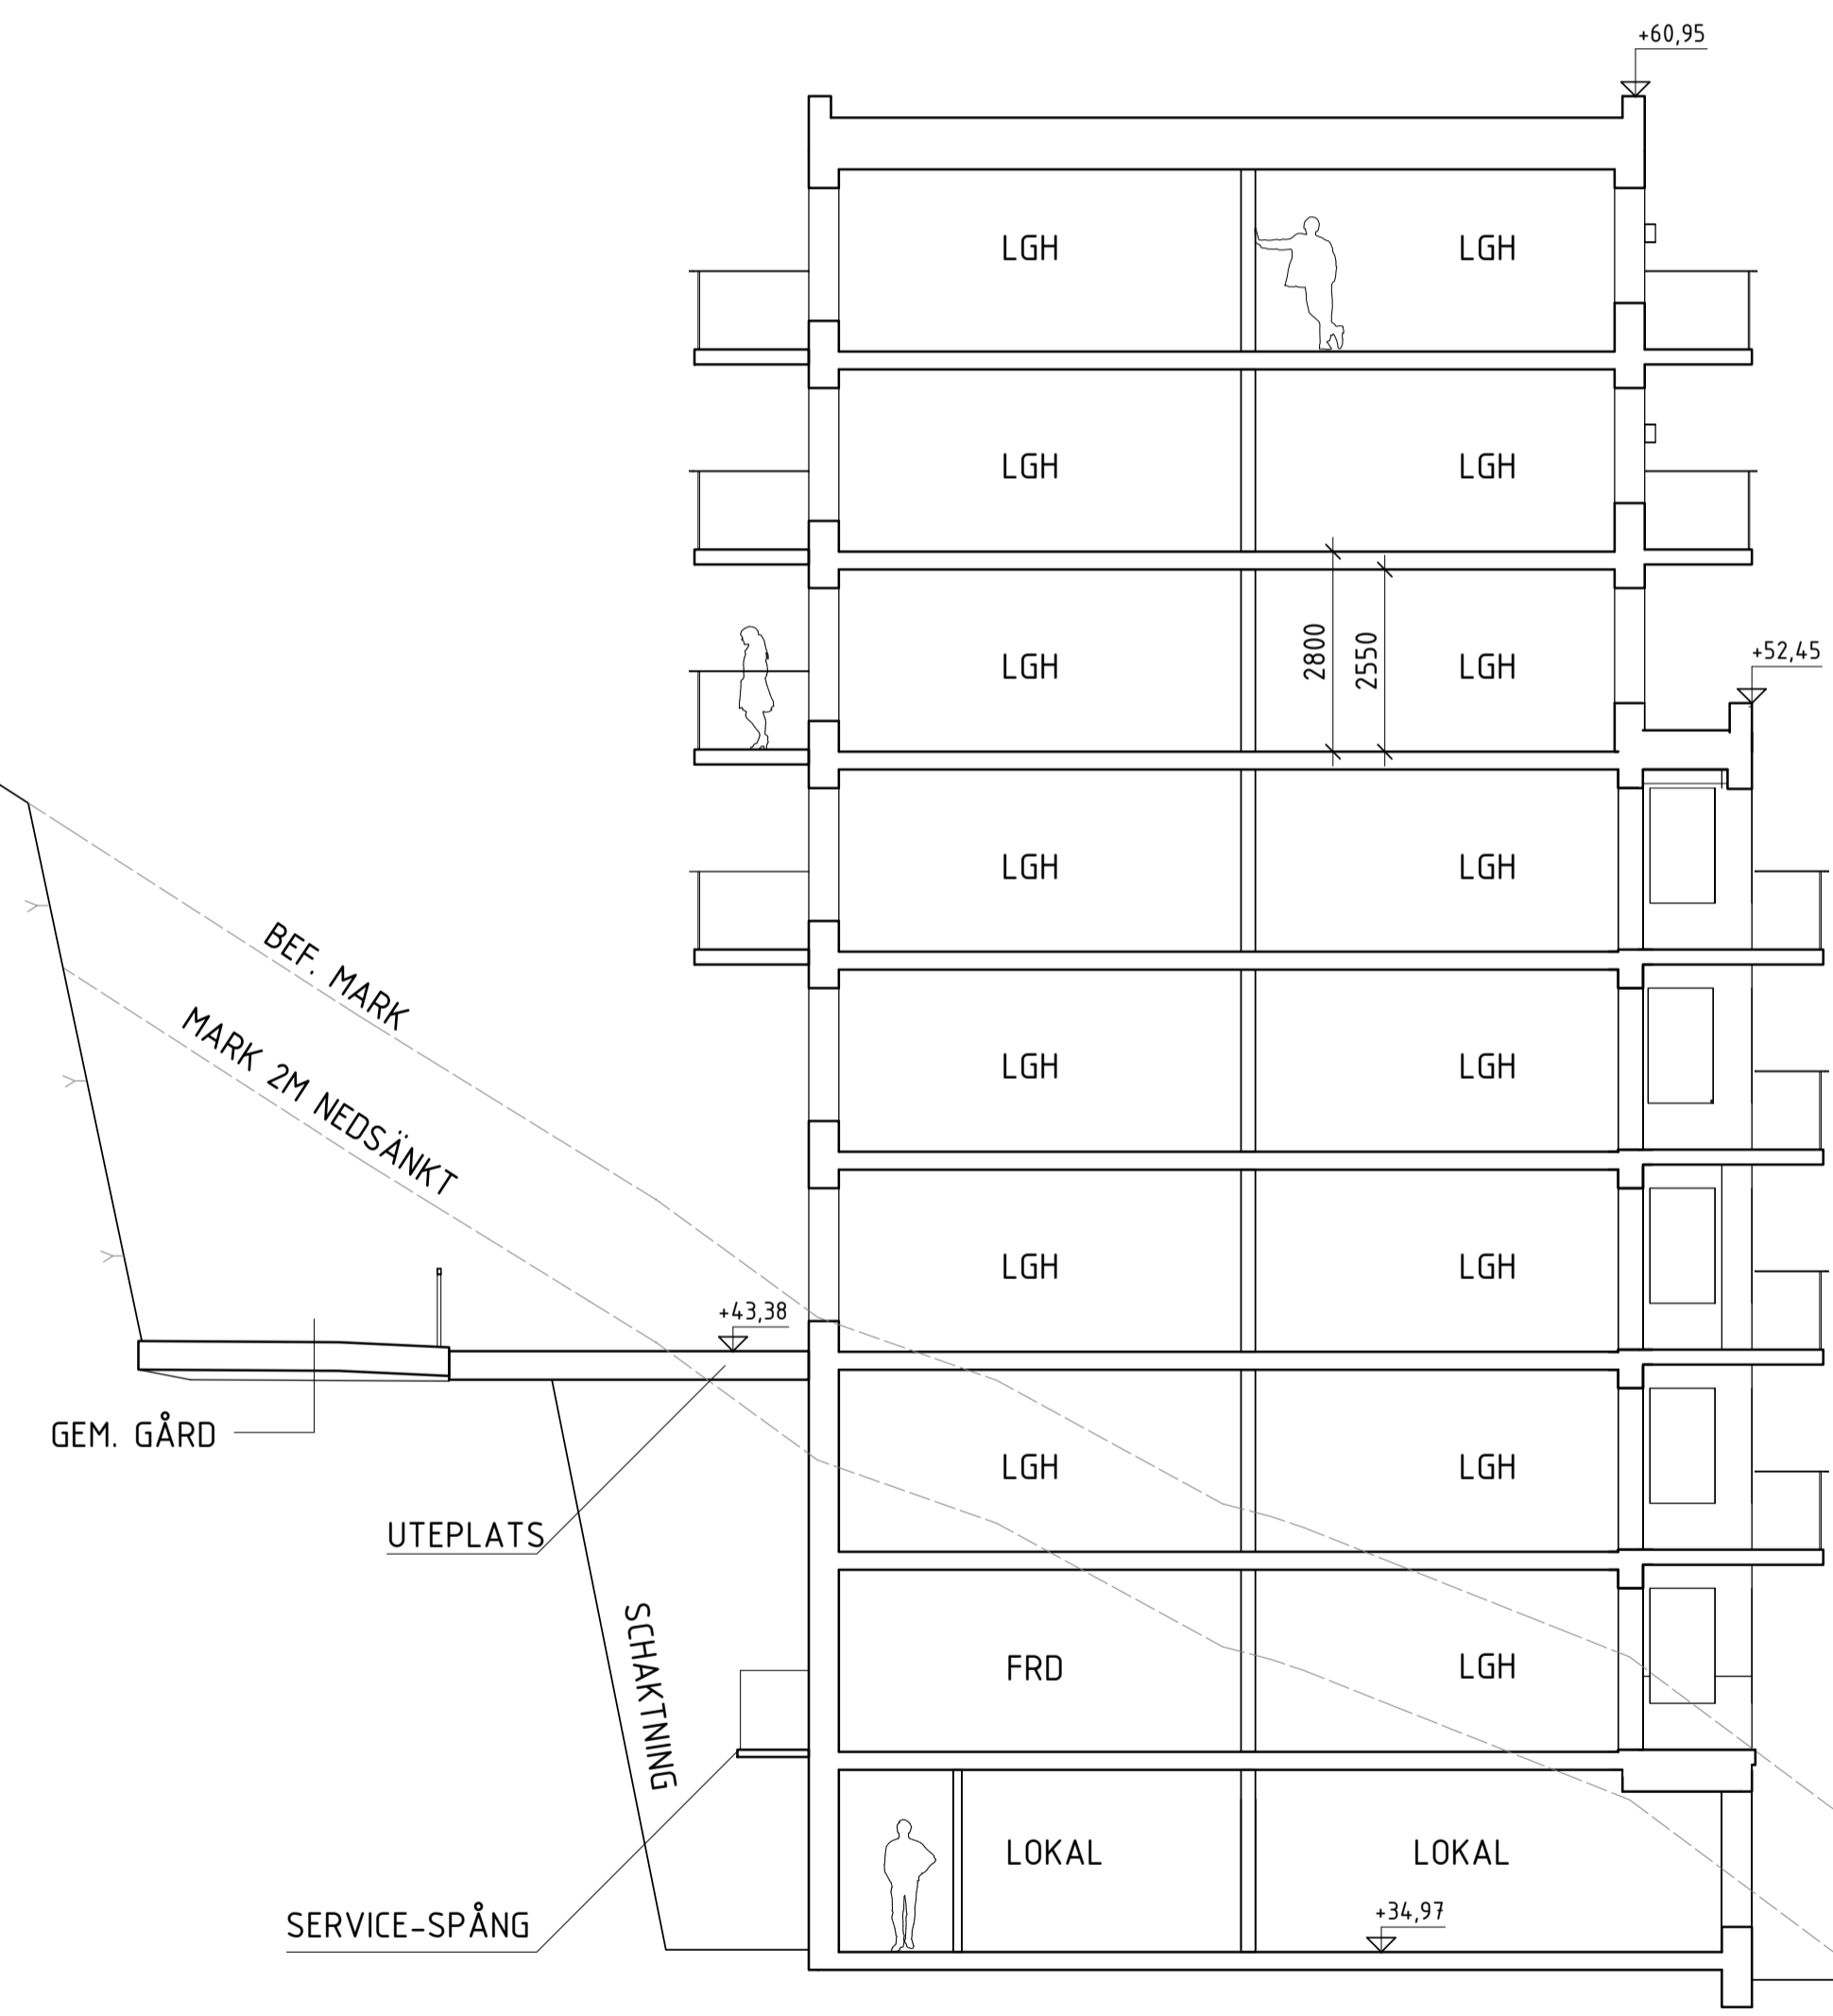 +60,95
LGH LGH
LGH LGH
2800
2550
LGH LGH
+52,45
LGH LGH
BEF. MARK
MARK 2M NEDSÄNKT
LGH LGH
LGH LGH
+43,38
GEM. GÅRD
LGH LGH
UTEPLATS
SCHAKTNING
FRD LGH
LOKAL LOKAL
+34,97
SERVICE-SPÅNG